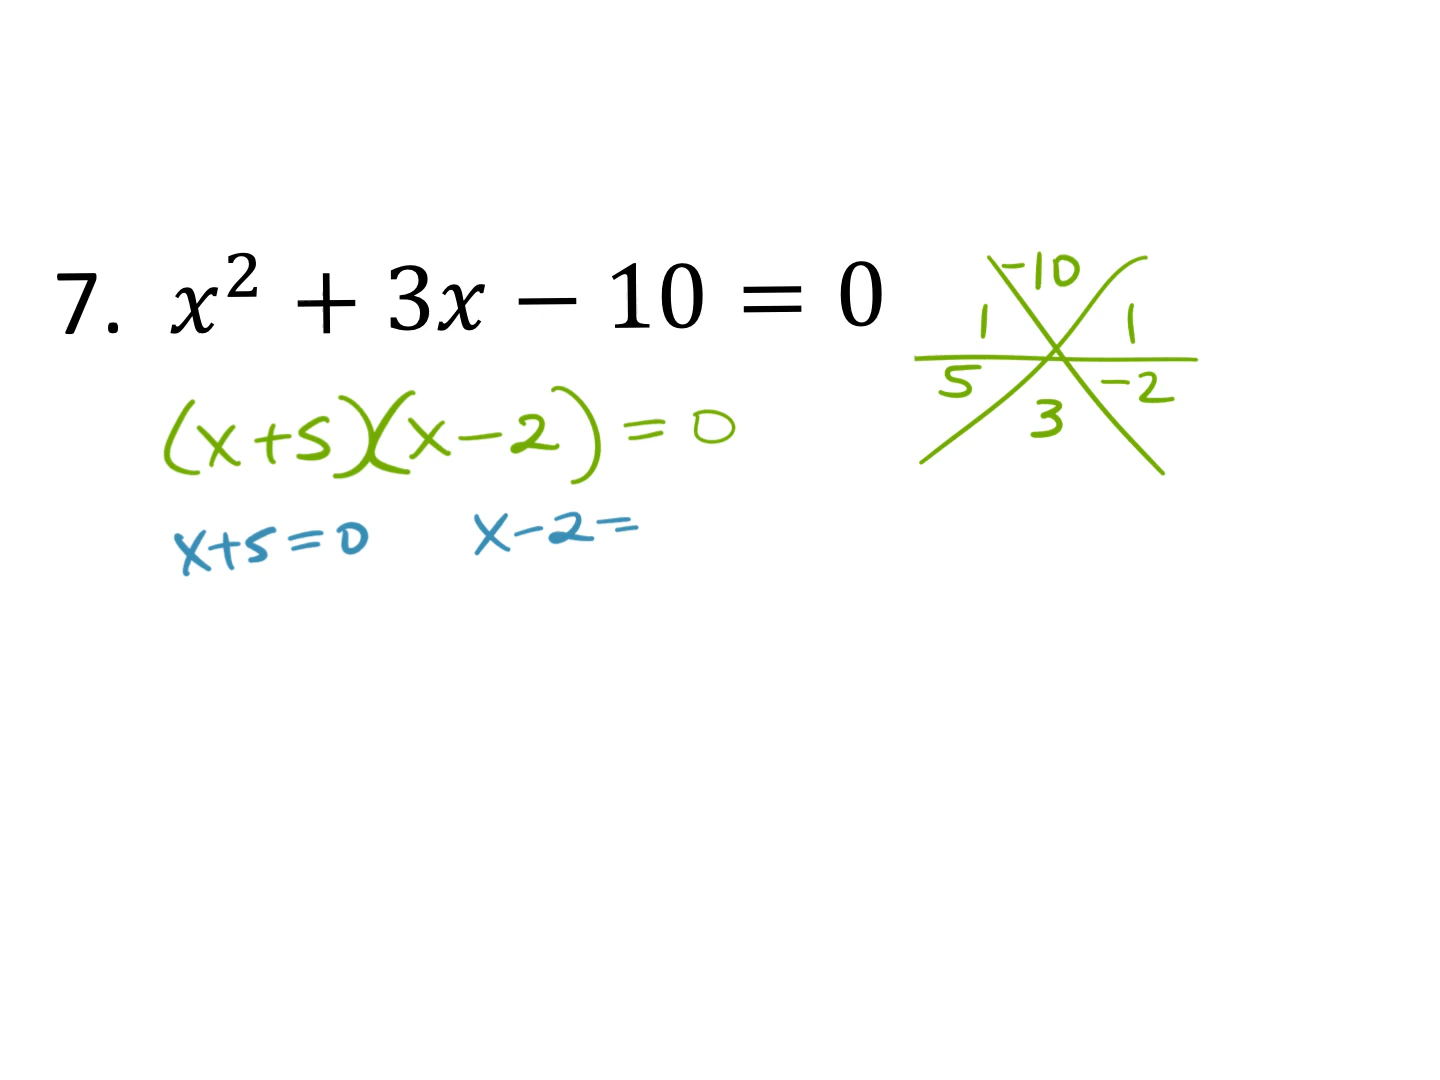 7. x² + 3x − 10 = 0
(x+5)(x-2) = 0
x+5=0 x-2=
-10
1 1
5 -2
3